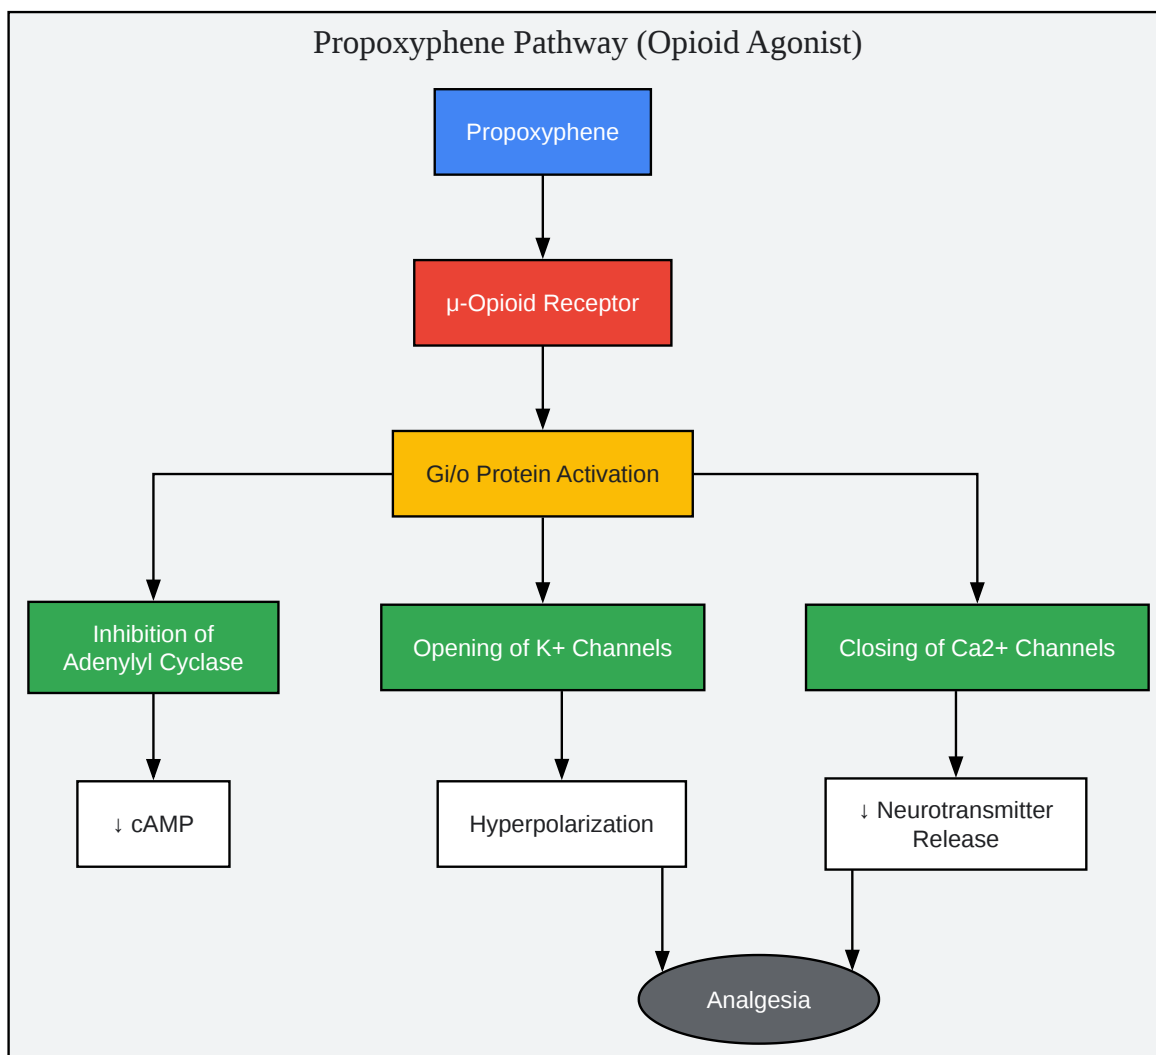 Propoxyphene Pathway (Opioid Agonist)
Propoxyphene
μ-Opioid Receptor
Gi/o Protein Activation
Inhibition of
Adenylyl Cyclase
Opening of K+ Channels
Closing of Ca2+ Channels
↓ cAMP
Hyperpolarization
↓ Neurotransmitter
Release
Analgesia